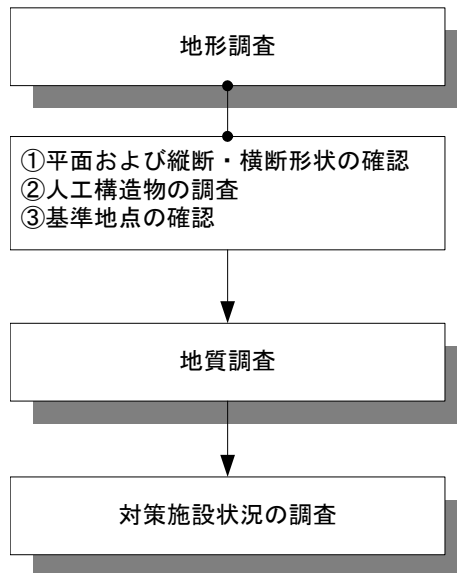 地形調査
①平面および縦断・横断形状の確認
②人工構造物の調査
③基準地点の確認
地質調査
対策施設状況の調査